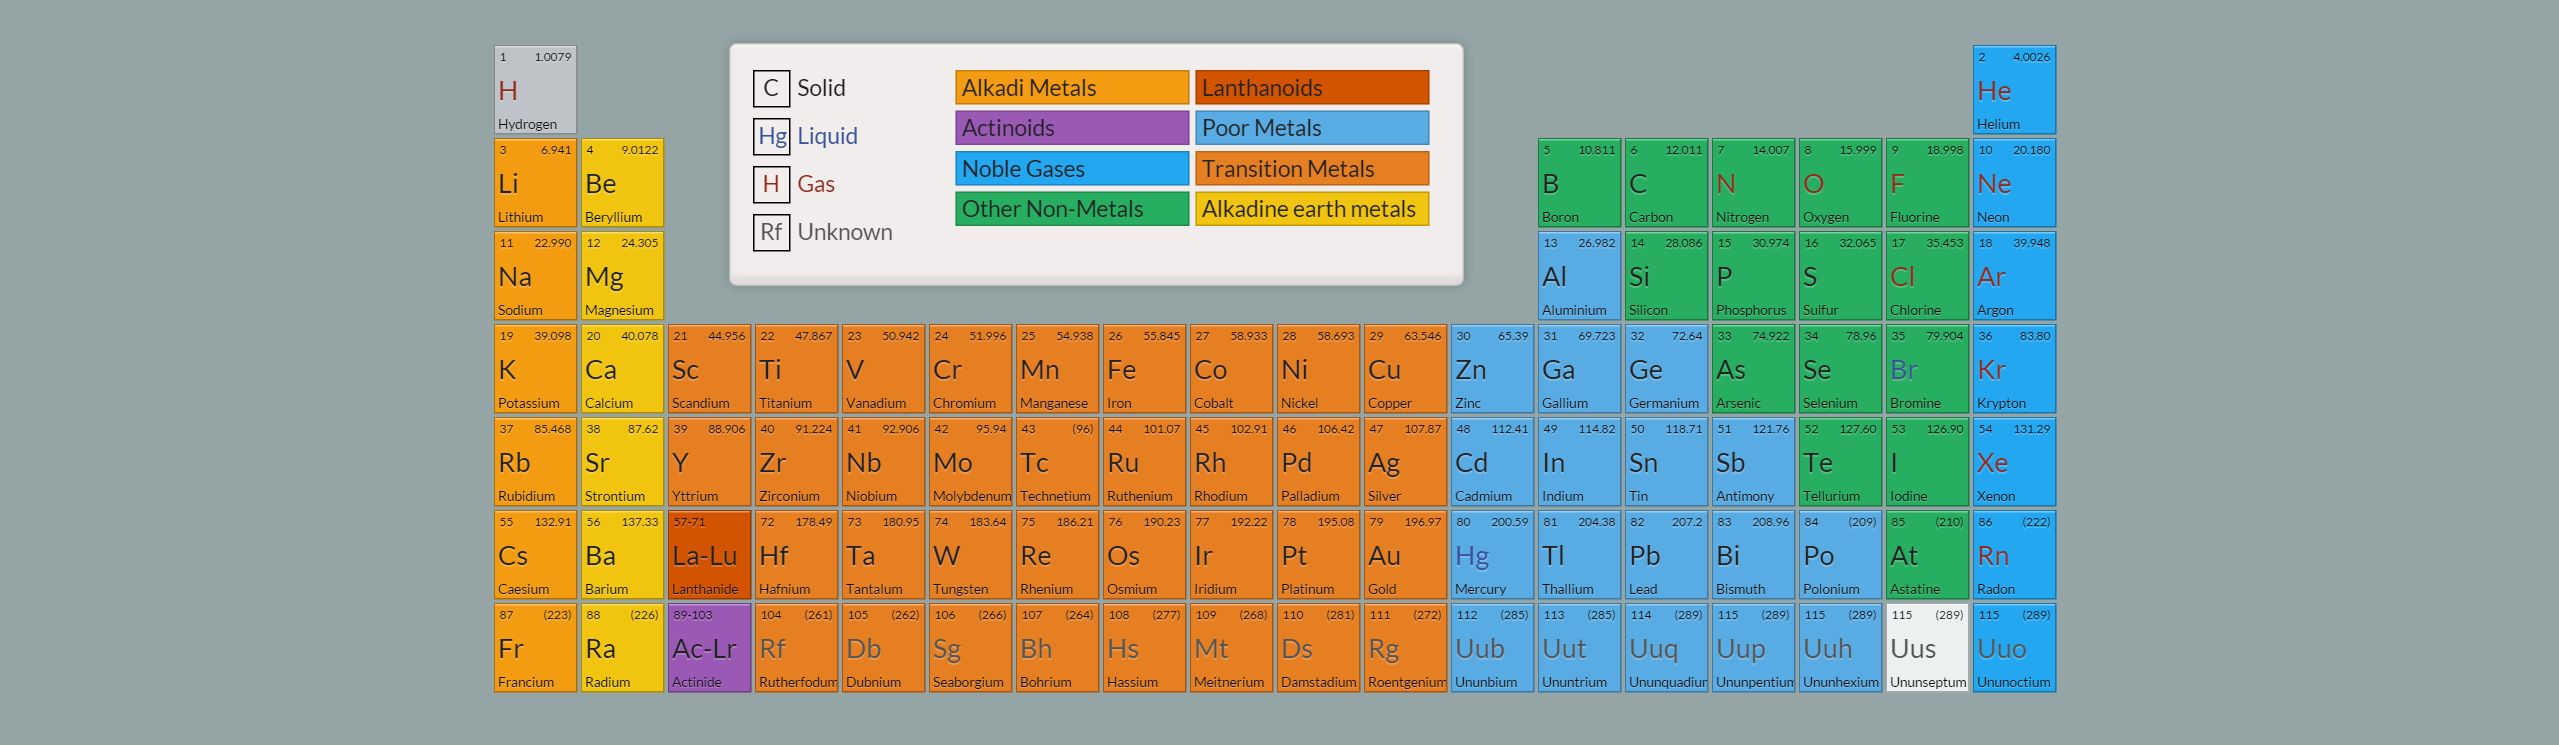 1 1.0079
H
Hydrogen
C Solid
Hg Liquid
H Gas
Rf Unknown
Alkadi Metals
Lanthanoids
Actinoids
Poor Metals
Noble Gases
Transition Metals
Other Non-Metals
Alkadine earth metals
2 4.0026
He
Helium
3 6.941
Li
Lithium
4 9.0122
Be
Beryllium
5 10.811
B
Boron
6 12.011
C
Carbon
7 14.007
N
Nitrogen
8 15.999
O
Oxygen
9 18.998
F
Fluorine
10 20.180
Ne
Neon
11 22.990
Na
Sodium
12 24.305
Mg
Magnesium
13 26.982
Al
Aluminium
14 28.086
Si
Silicon
15 30.974
P
Phosphorus
16 32.065
S
Sulfur
17 35.453
Cl
Chlorine
18 39.948
Ar
Argon
19 39.098
K
Potassium
20 40.078
Ca
Calcium
21 44.956
Sc
Scandium
22 47.867
Ti
Titanium
23 50.942
V
Vanadium
24 51.996
Cr
Chromium
25 54.938
Mn
Manganese
26 55.845
Fe
Iron
27 58.933
Co
Cobalt
28 58.693
Ni
Nickel
29 63.546
Cu
Copper
30 65.39
Zn
Zinc
31 69.723
Ga
Gallium
32 72.64
Ge
Germanium
33 74.922
As
Arsenic
34 78.96
Se
Selenium
35 79.904
Br
Bromine
36 83.80
Kr
Krypton
37 85.468
Rb
Rubidium
38 87.62
Sr
Strontium
39 88.906
Y
Yttrium
40 91.224
Zr
Zirconium
41 92.906
Nb
Niobium
42 95.94
Mo
Molybdenum
43 (96)
Tc
Technetium
44 101.07
Ru
Ruthenium
45 102.91
Rh
Rhodium
46 106.42
Pd
Palladium
47 107.87
Ag
Silver
48 112.41
Cd
Cadmium
49 114.82
In
Indium
50 118.71
Sn
Tin
51 121.76
Sb
Antimony
52 127.60
Te
Tellurium
53 126.90
I
Iodine
54 131.29
Xe
Xenon
55 132.91
Cs
Caesium
56 137.33
Ba
Barium
57-71
La-Lu
Lanthanide
72 178.49
Hf
Hafnium
73 180.95
Ta
Tantalum
74 183.64
W
Tungsten
75 186.21
Re
Rhenium
76 190.23
Os
Osmium
77 192.22
Ir
Iridium
78 195.08
Pt
Platinum
79 196.97
Au
Gold
80 200.59
Hg
Mercury
81 204.38
Tl
Thallium
82 207.2
Pb
Lead
83 208.96
Bi
Bismuth
84 (209)
Po
Polonium
85 (210)
At
Astatine
86 (222)
Rn
Radon
87 (223)
Fr
Francium
88 (226)
Ra
Radium
89-103
Ac-Lr
Actinide
104 (261)
Rf
Rutherfodum
105 (262)
Db
Dubnium
106 (266)
Sg
Seaborgium
107 (264)
Bh
Bohrium
108 (277)
Hs
Hassium
109 (268)
Mt
Meitnerium
110 (281)
Ds
Damstadium
111 (272)
Rg
Roentgenium
112 (285)
Uub
Ununbium
113 (285)
Uut
Ununtrium
114 (289)
Uuq
Ununquadiur
115 (289)
Uup
Ununpentium
115 (289)
Uuh
Ununhexium
115 (289)
Uus
Ununseptum
115 (289)
Uuo
Ununoctium